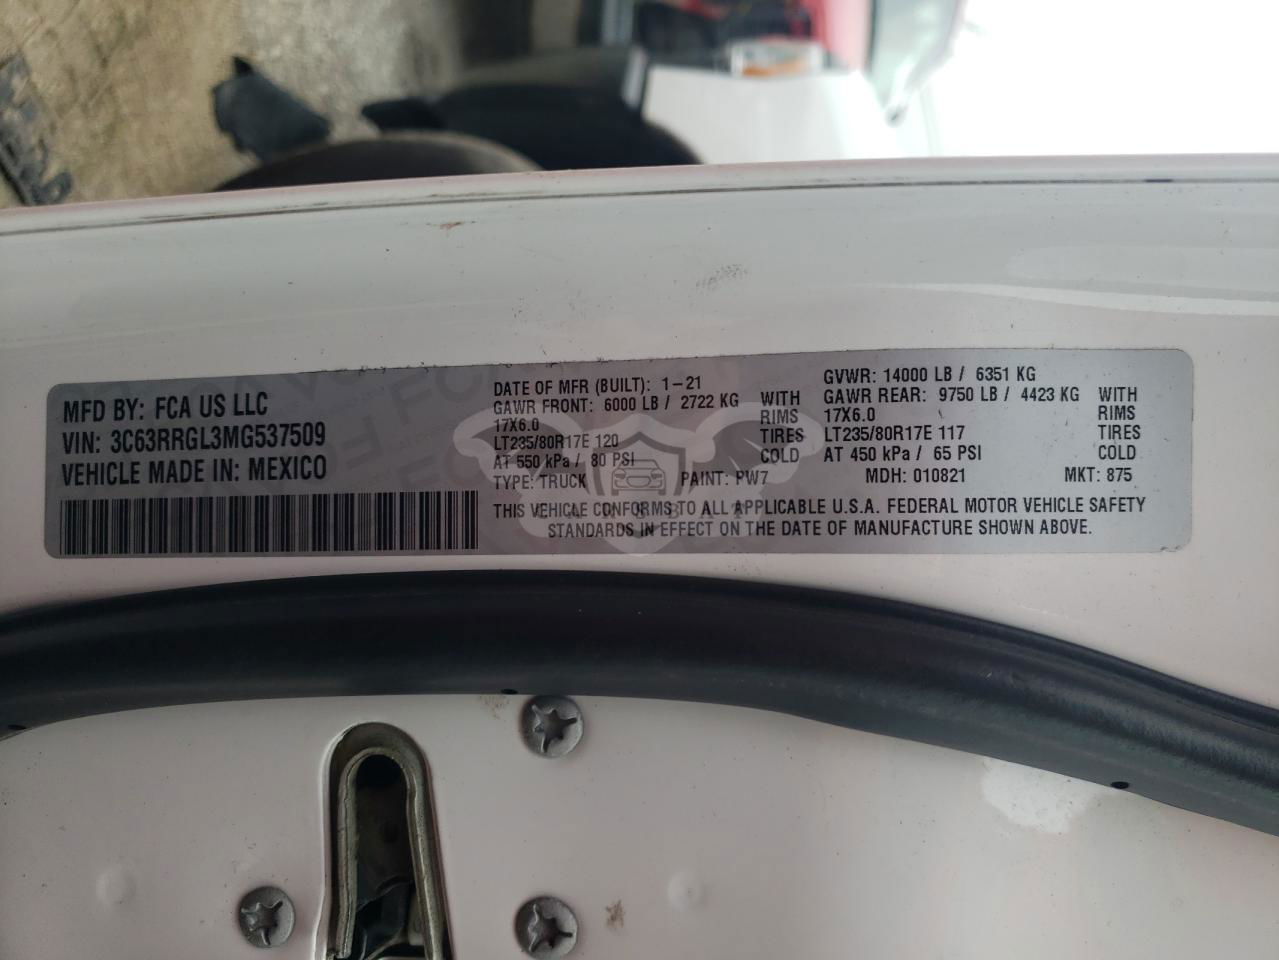 MFD BY: FCA US LLC
VIN: 3C63RRGL3MG537509
VEHICLE MADE IN: MEXICO
DATE OF MFR (BUILT): 1-21
GAWR FRONT: 6000 LB / 2722 KG WITH
17X6.0 RIMS
LT235/80R17E 120 TIRES
AT 550 kPa / 80 PSI COLD
TYPE: TRUCK PAINT: PW7
GVWR: 14000 LB / 6351 KG
GAWR REAR: 9750 LB / 4423 KG WITH
17X6.0 RIMS
LT235/80R17E 117 TIRES
AT 450 kPa / 65 PSI COLD
MDH: 010821 MKT: 875
THIS VEHICLE CONFORMS TO ALL APPLICABLE U.S.A. FEDERAL MOTOR VEHICLE SAFETY
STANDARDS IN EFFECT ON THE DATE OF MANUFACTURE SHOWN ABOVE.